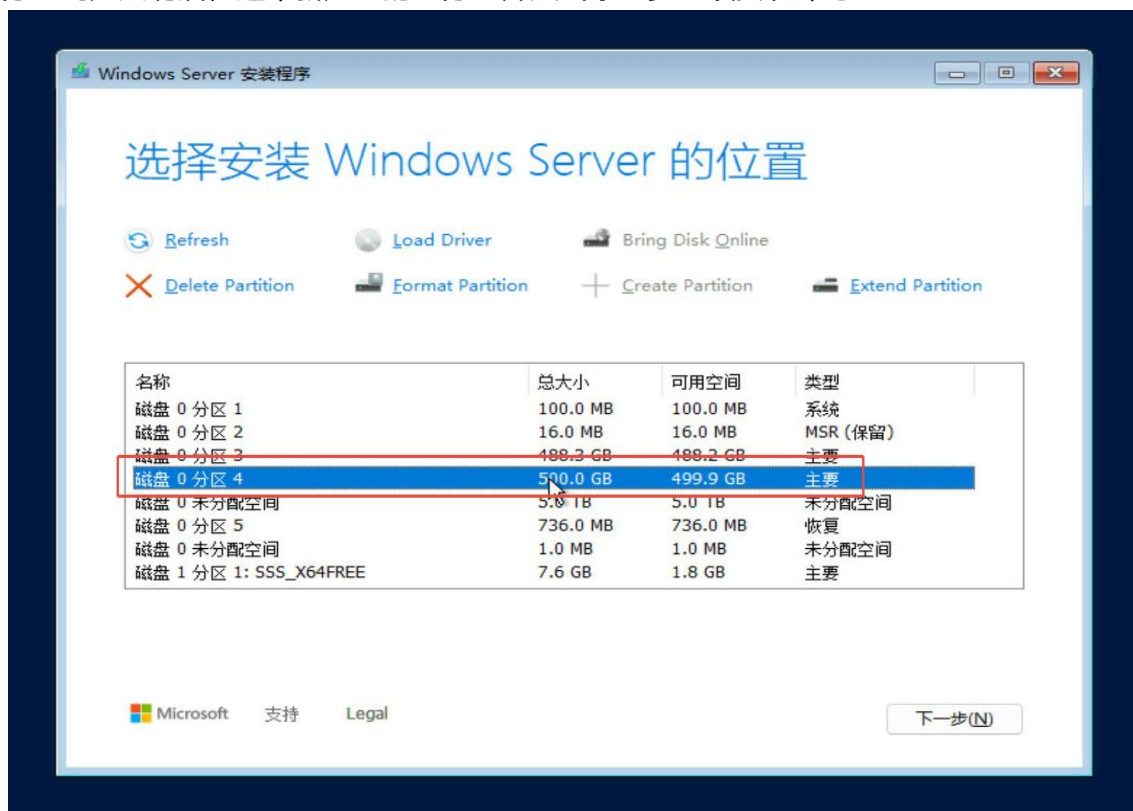 Windows Server 安装程序
选择安装 Windows Server 的位置
Refresh Load Driver Bring Disk Online
Delete Partition Format Partition Create Partition Extend Partition
名称 总大小 可用空间 类型
磁盘 0 分区 1 100.0 MB 100.0 MB 系统
磁盘 0 分区 2 16.0 MB 16.0 MB MSR (保留)
磁盘 0 分区 3 488.3 GB 488.2 GB 主要
磁盘 0 分区 4 500.0 GB 499.9 GB 主要
磁盘 0 未分配空间 5.0 TB 5.0 TB 未分配空间
磁盘 0 分区 5 736.0 MB 736.0 MB 恢复
磁盘 0 未分配空间 1.0 MB 1.0 MB 未分配空间
磁盘 1 分区 1: SSS_X64FREE 7.6 GB 1.8 GB 主要
Microsoft 支持 Legal 下一步(N)